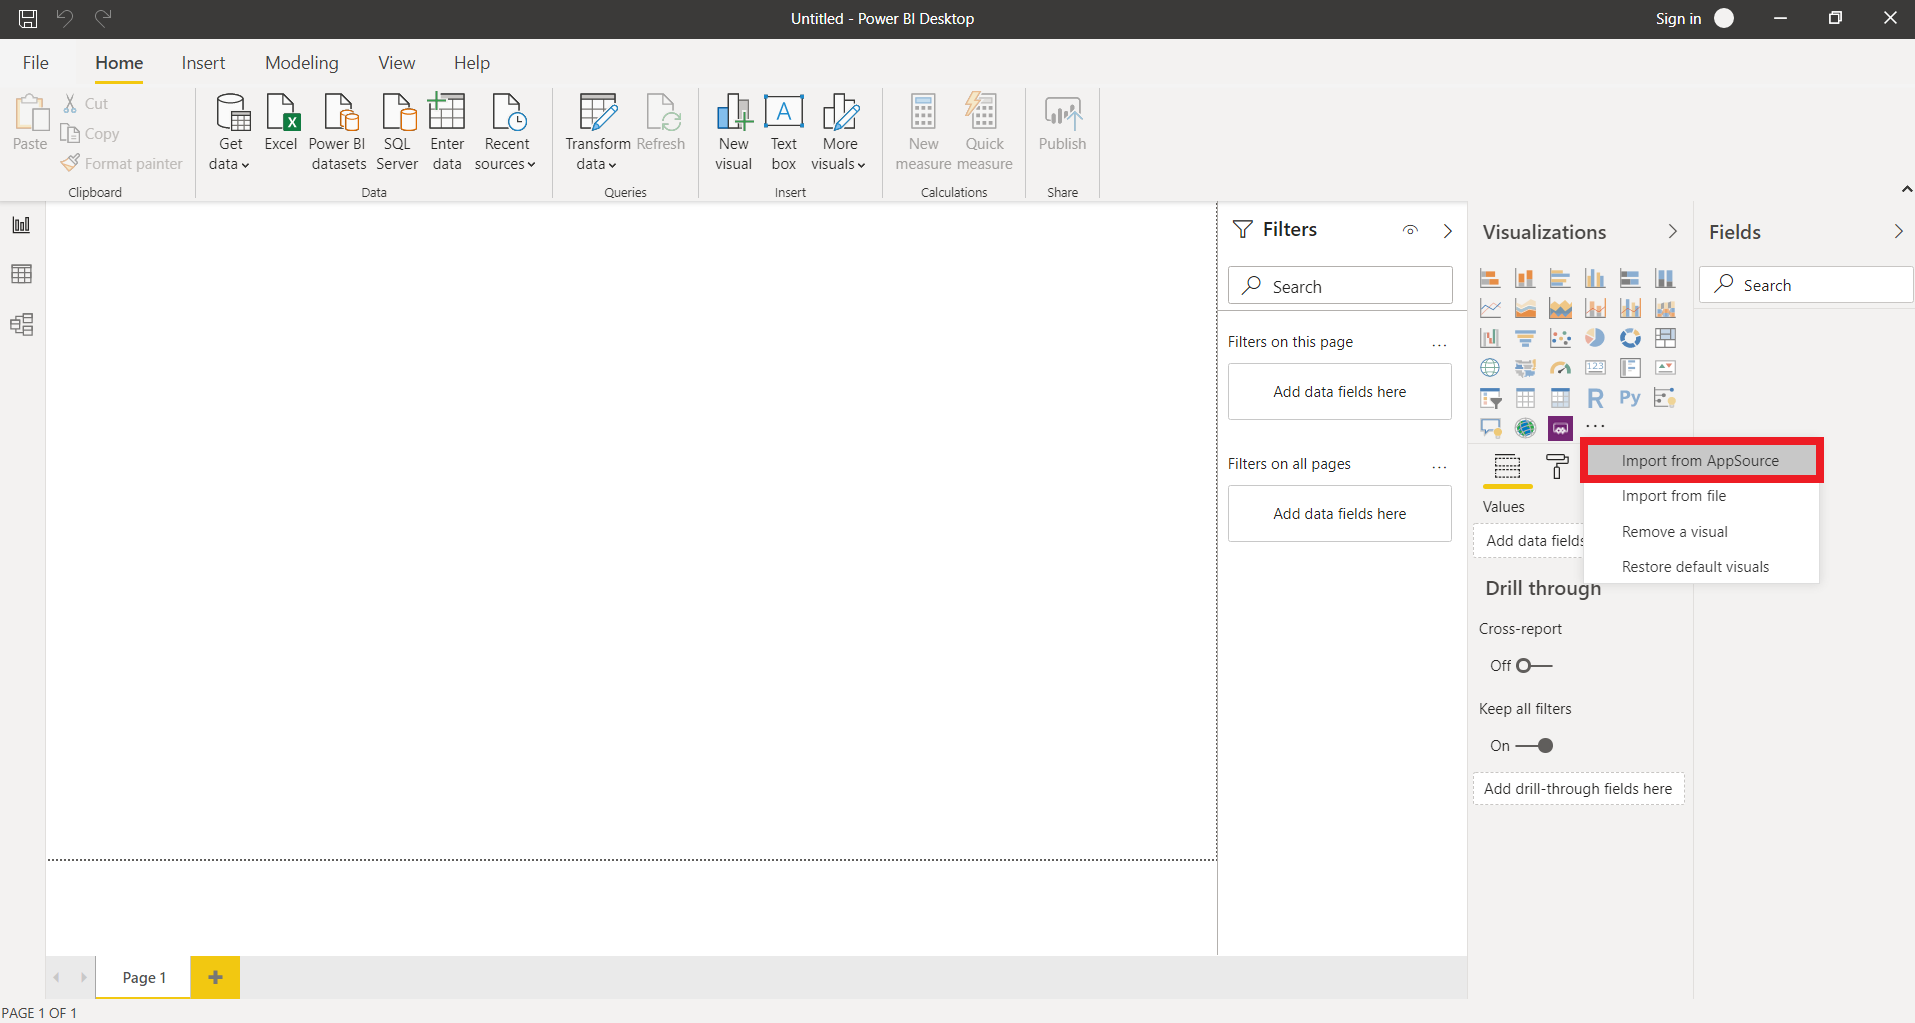 Untitled - Power BI Desktop
Sign in
File
Home
Insert
Modeling
View
Help
Paste
Cut
Copy
Format painter
Clipboard
Get
data
Excel
Power BI
datasets
SQL
Server
Enter
data
Recent
sources
Data
Transform
data
Refresh
Queries
New
visual
Text
box
More
visuals
Insert
New
measure
Quick
measure
Calculations
Publish
Share
Filters
Search
Filters on this page
...
Add data fields here
Filters on all pages
...
Add data fields here
Visualizations
123
R
Py
...
Import from AppSource
Import from file
Remove a visual
Restore default visuals
Values
Add data fields
Drill through
Cross-report
Off
Keep all filters
On
Add drill-through fields here
Fields
Search
Page 1
PAGE 1 OF 1